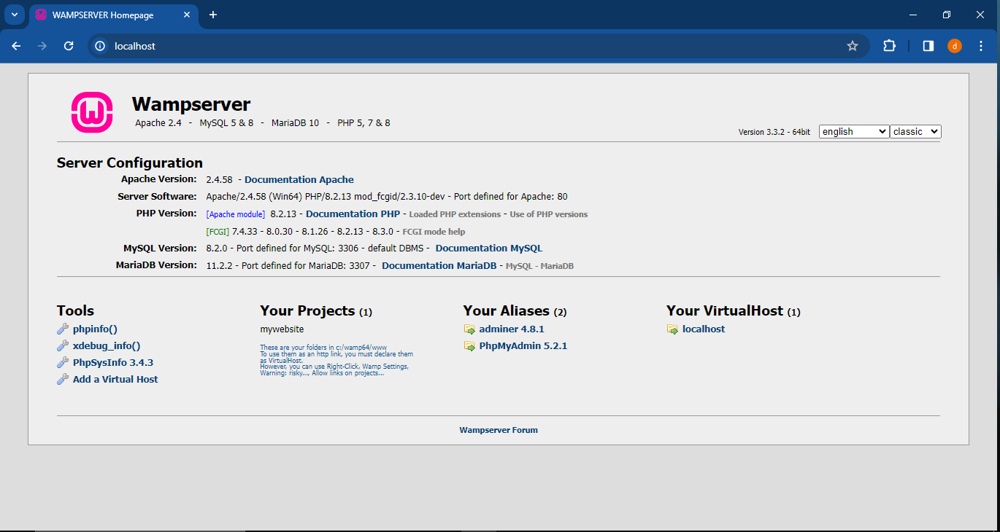 WAMPSERVER Homepage
localhost
d
Wampserver
Apache 2.4 - MySQL 5 & 8 - MariaDB 10 - PHP 5, 7 & 8
Version 3.3.2 - 64bit english classic
Server Configuration
Apache Version: 2.4.58 - Documentation Apache
Server Software: Apache/2.4.58 (Win64) PHP/8.2.13 mod_fcgid/2.3.10-dev - Port defined for Apache: 80
PHP Version: [Apache module] 8.2.13 - Documentation PHP - Loaded PHP extensions - Use of PHP versions
[FCGI] 7.4.33 - 8.0.30 - 8.1.26 - 8.2.13 - 8.3.0 - FCGI mode help
MySQL Version: 8.2.0 - Port defined for MySQL: 3306 - default DBMS - Documentation MySQL
MariaDB Version: 11.2.2 - Port defined for MariaDB: 3307 - Documentation MariaDB - MySQL - MariaDB
Tools
phpinfo()
xdebug_info()
PhpSysInfo 3.4.3
Add a Virtual Host
Your Projects (1)
mywebsite
These are your folders in c:/wamp64/www
To use them as an http link, you must declare them
as VirtualHost.
However, you can use Right-Click, Wamp Settings,
Warning: risky..., Allow links on projects...
Your Aliases (2)
adminer 4.8.1
PhpMyAdmin 5.2.1
Your VirtualHost (1)
localhost
Wampserver Forum